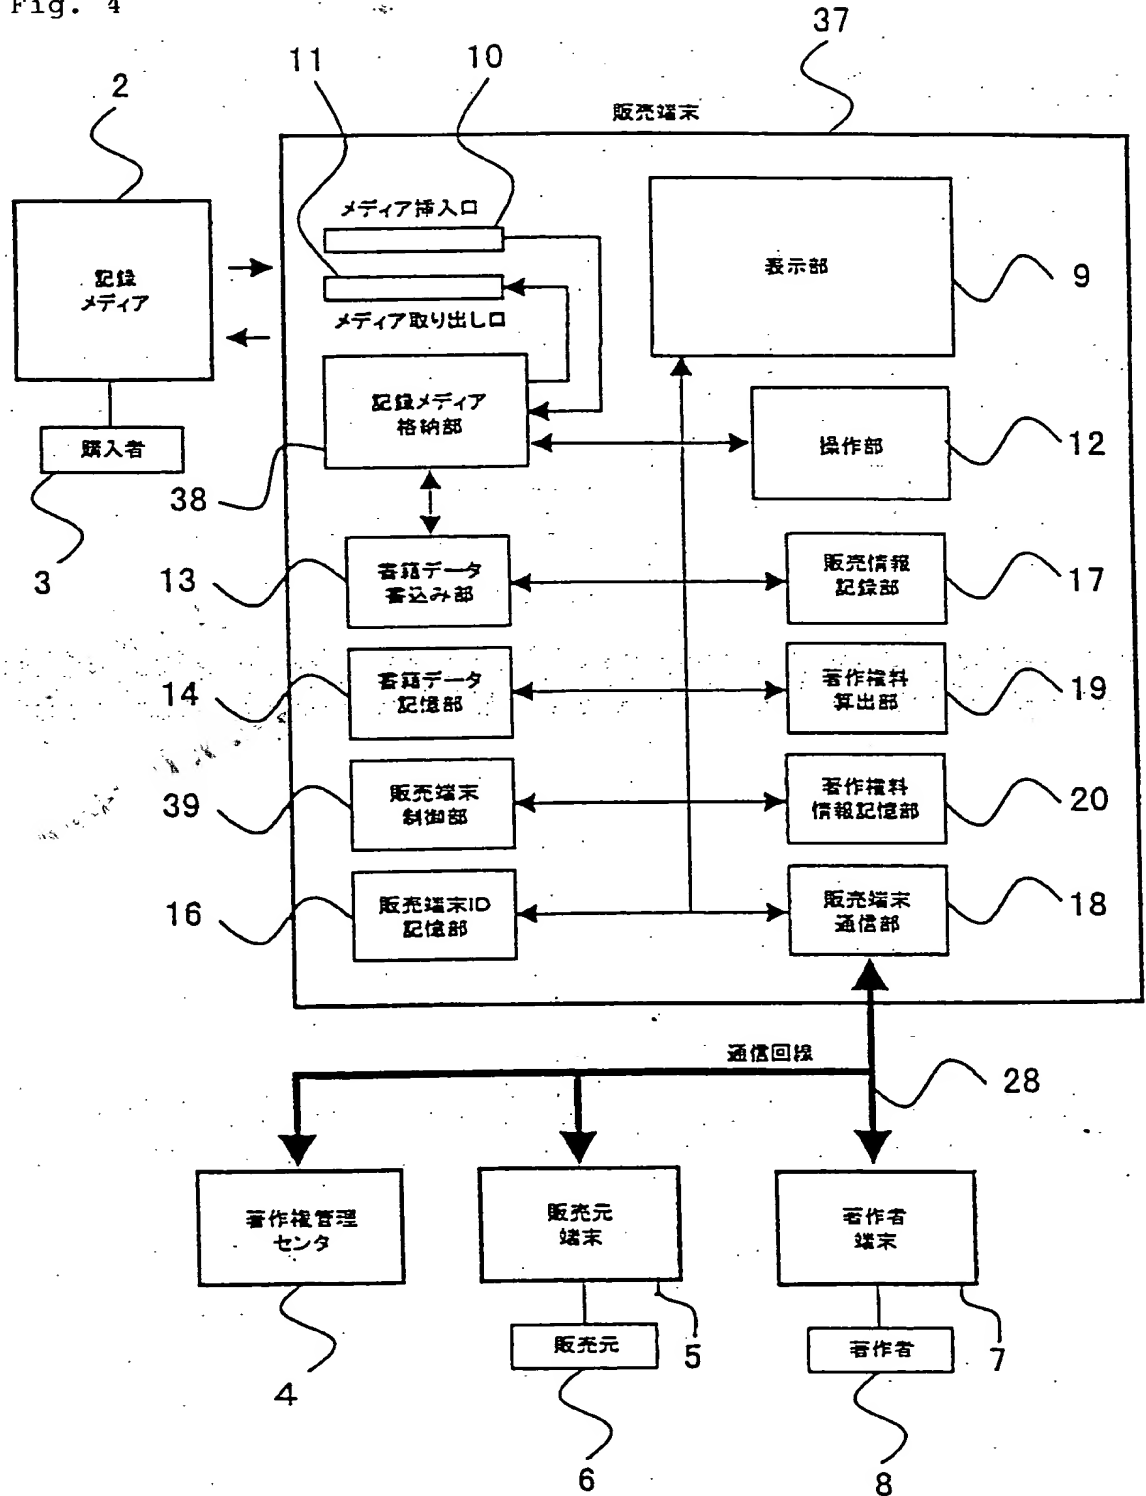 Fig. 4
37
11
10
2
販売端末
メディア挿入口
記録
メディア
表示部
9
メディア取り出し口
記録メディア
格納部
操作部
12
購入者
38
3
13
書籍データ
書込み部
販売情報
記録部
17
14
書籍データ
記憶部
著作権料
算出部
19
39
販売端末
制御部
著作権料
情報記憶部
20
16
販売端末ID
記憶部
販売端末
通信部
18
通信回線
28
著作権管理
センタ
販売元
端末
著作者
端末
販売元
5
著作者
7
4
6
8